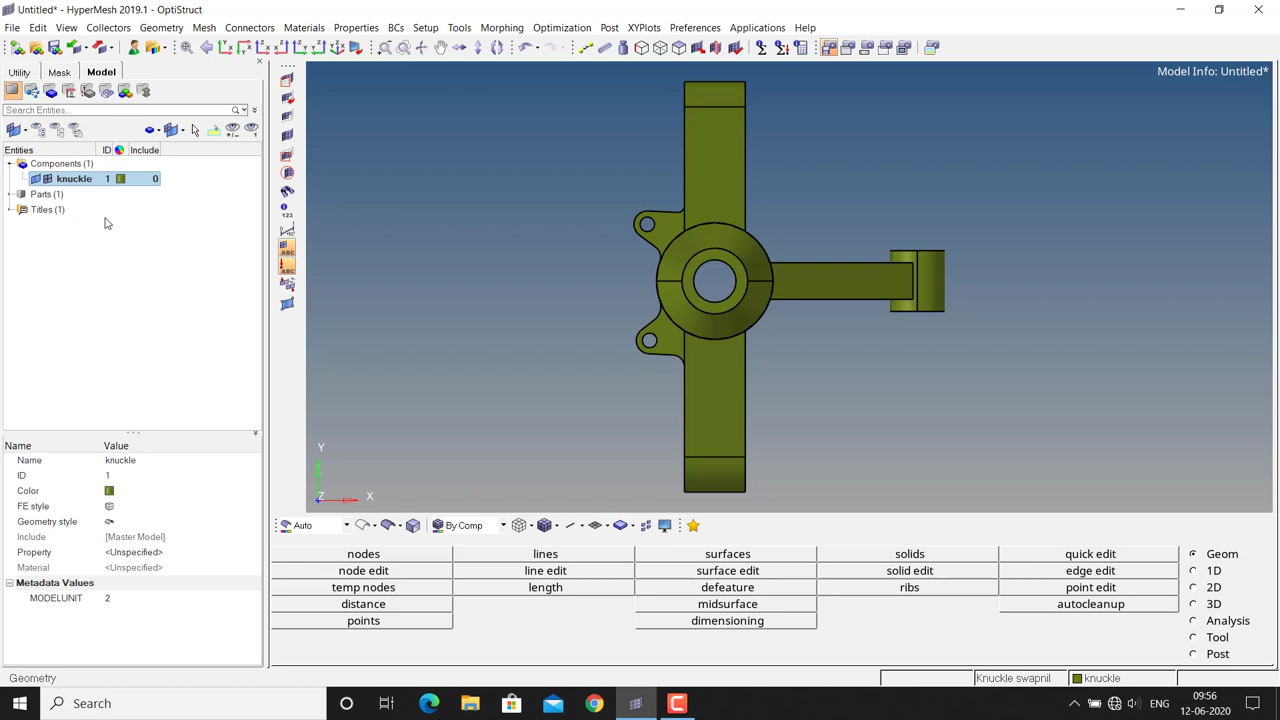 Untitled* - HyperMesh 2019.1 - OptiStruct
File Edit View Collectors Geometry Mesh Connectors Materials Properties BCs Setup Tools Morphing Optimization Post XYPlots Preferences Applications Help
Utility Mask Model
Search Entities...
Entities ID Include
Components (1)
knuckle 1 0
Parts (1)
Titles (1)
Name Value
Name knuckle
ID 1
Color
FE style
Geometry style
Include [Master Model]
Property <Unspecified>
Material <Unspecified>
Metadata Values
MODELUNIT 2
Model Info: Untitled*
123
ABC
ABC
Y
Z X
Auto By Comp
nodes lines surfaces solids quick edit Geom
node edit line edit surface edit solid edit edge edit 1D
temp nodes length defeature ribs point edit 2D
distance midsurface autocleanup 3D
points dimensioning Analysis
Tool
Post
Geometry Knuckle swapnil knuckle
Search ENG 09:56
12-06-2020